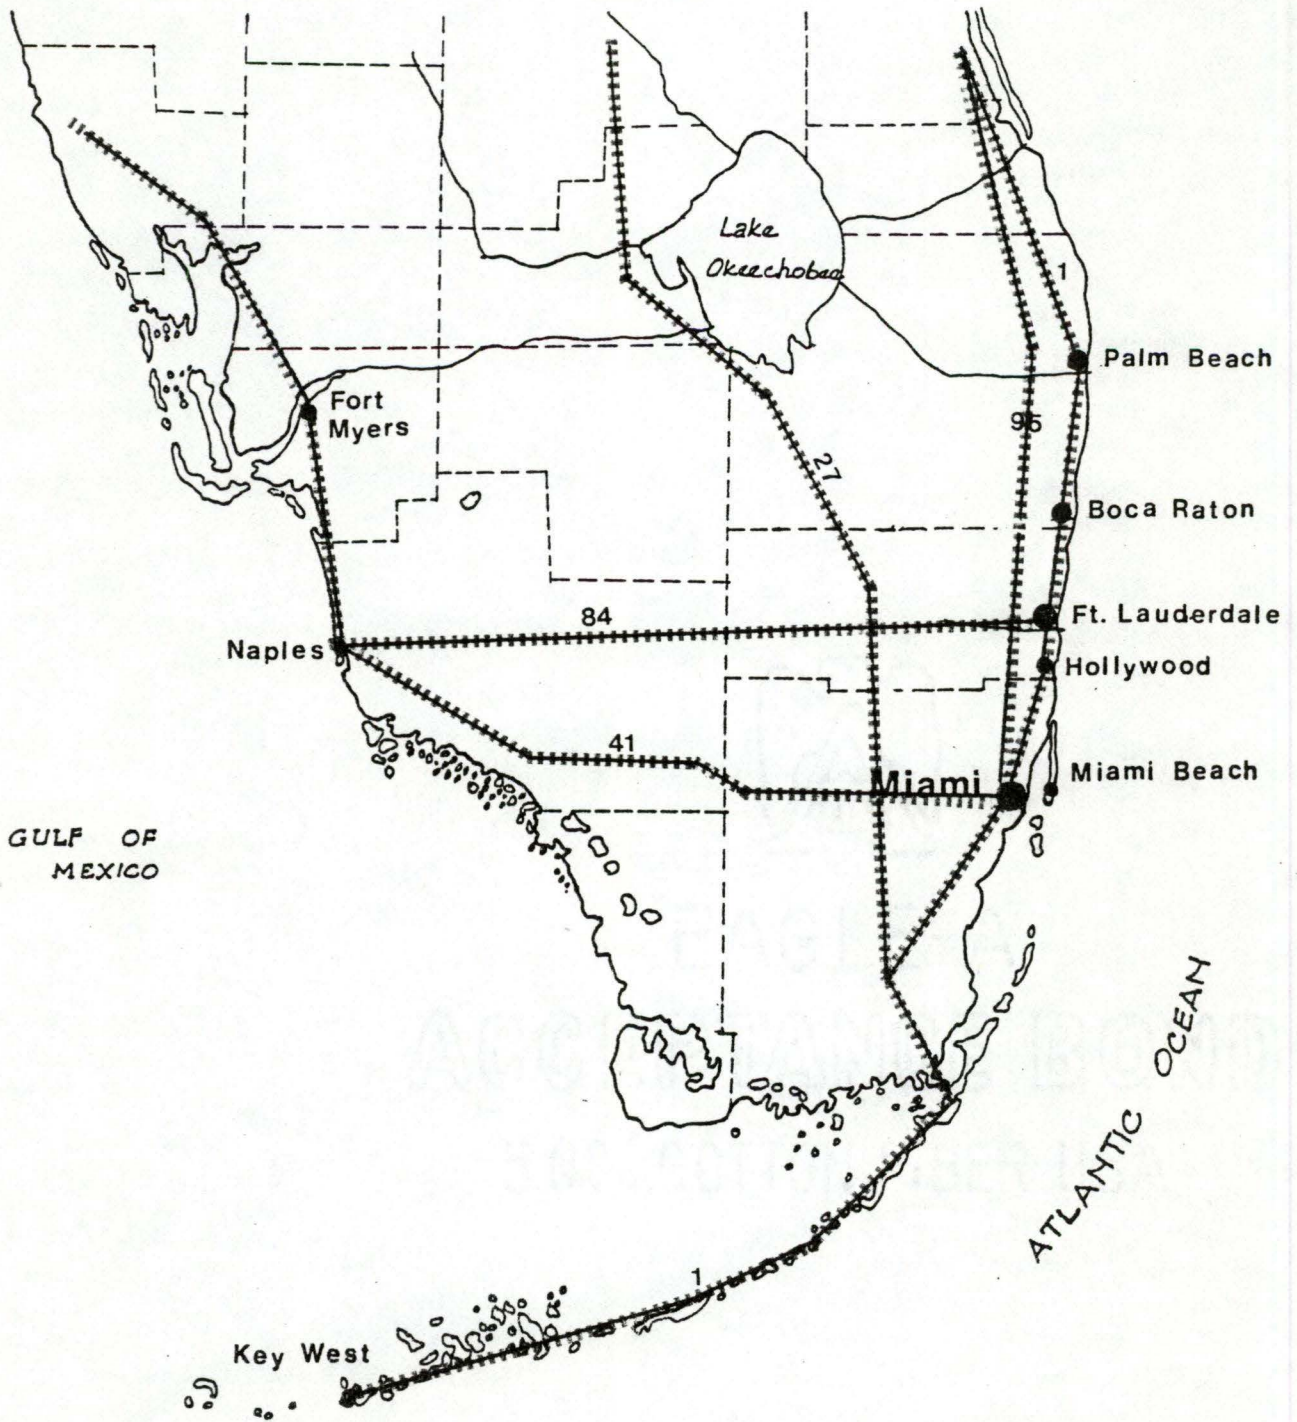 Lake
Okeechobee
1
Palm Beach
95
Fort
Myers
27
Boca Raton
84
Ft. Lauderdale
Naples
Hollywood
41
Miami Beach
Miami
GULF OF
MEXICO
ATLANTIC OCEAN
1
Key West